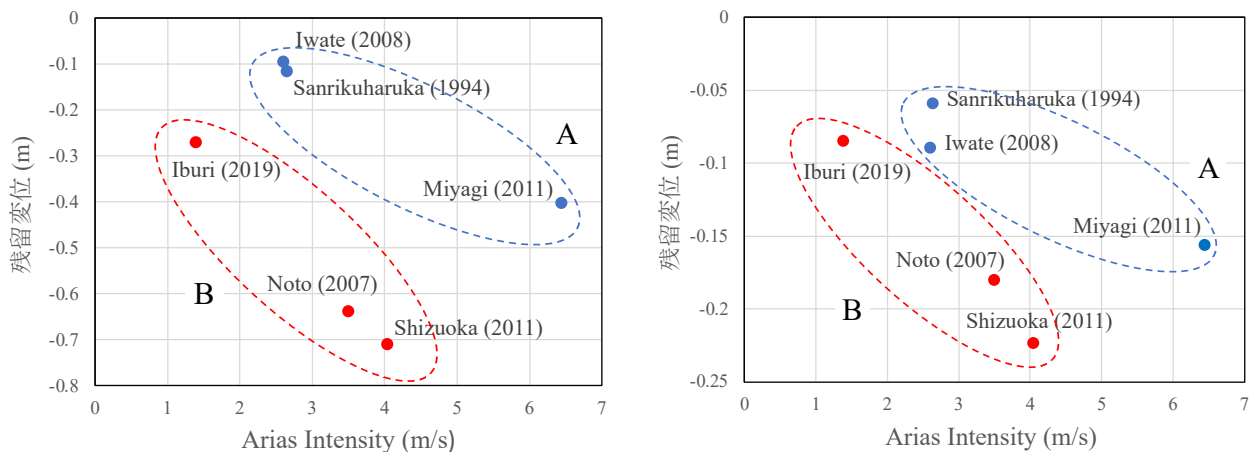 0
-0.1
-0.2
-0.3
-0.4
-0.5
-0.6
-0.7
-0.8
残留変位 (m)
Iwate (2008)
Sanrikuharuka (1994)
A
Iburi (2019)
Miyagi (2011)
B
Noto (2007)
Shizuoka (2011)
0 1 2 3 4 5 6 7
Arias Intensity (m/s)
0
-0.05
-0.1
-0.15
-0.2
-0.25
残留変位 (m)
Sanrikuharuka (1994)
Iwate (2008)
Iburi (2019)
A
Miyagi (2011)
Noto (2007)
B
Shizuoka (2011)
0 1 2 3 4 5 6 7
Arias Intensity (m/s)